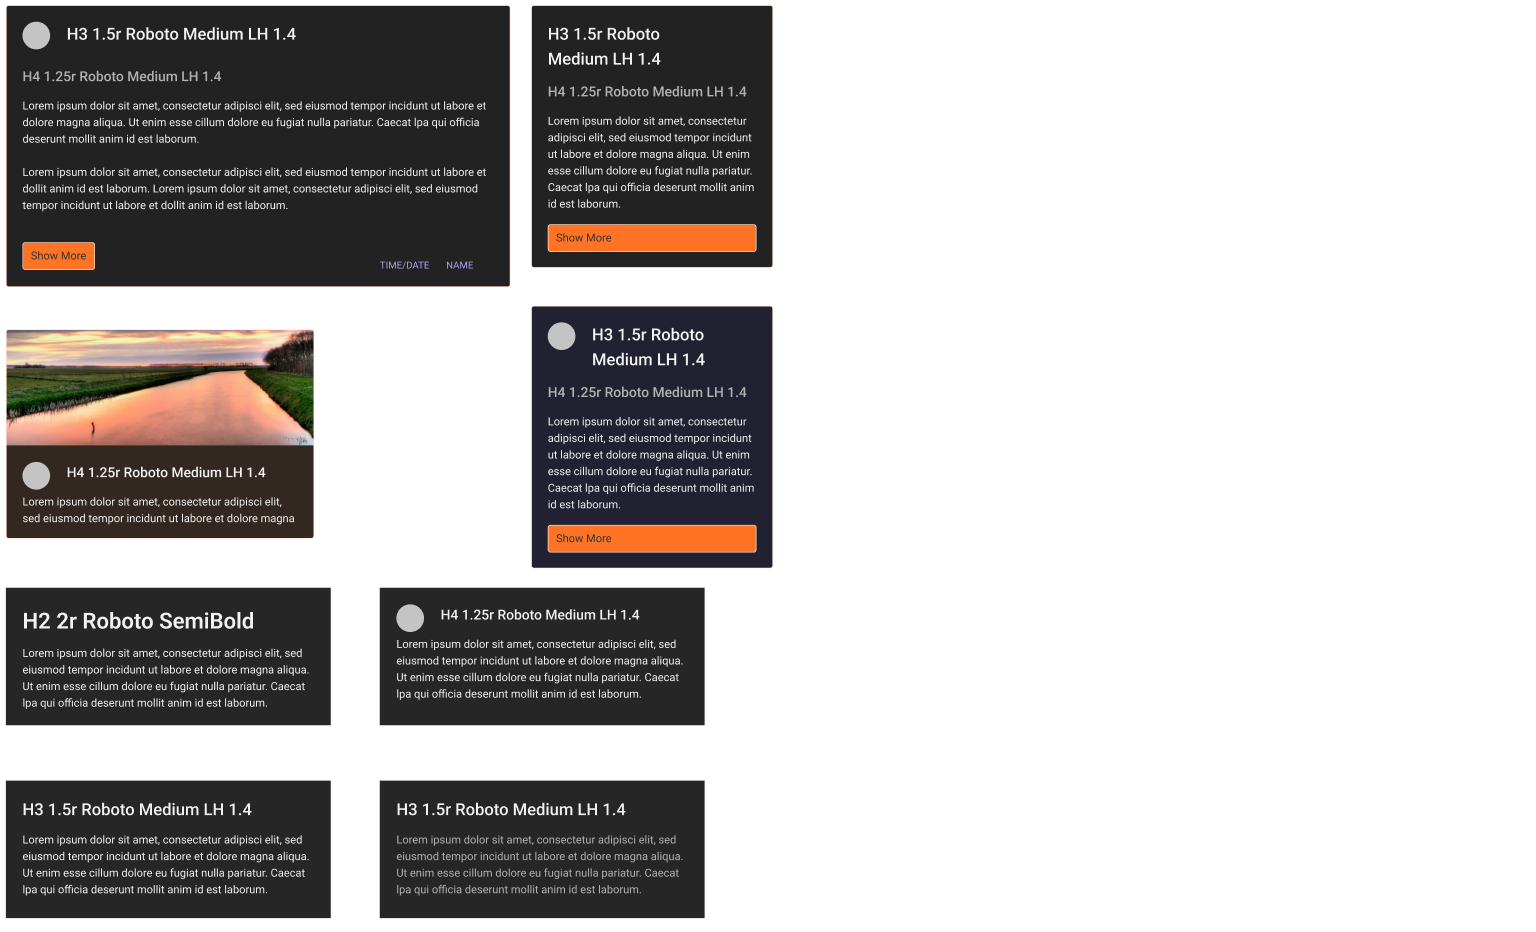 H3 1.5r Roboto Medium LH 1.4
H4 1.25r Roboto Medium LH 1.4
Lorem ipsum dolor sit amet, consectetur adipisci elit, sed eiusmod tempor incidunt ut labore et
dolore magna aliqua. Ut enim esse cillum dolore eu fugiat nulla pariatur. Caecat lpa qui officia
deserunt mollit anim id est laborum.
Lorem ipsum dolor sit amet, consectetur adipisci elit, sed eiusmod tempor incidunt ut labore et
dollit anim id est laborum. Lorem ipsum dolor sit amet, consectetur adipisci elit, sed eiusmod
tempor incidunt ut labore et dollit anim id est laborum.
Show More
TIME/DATE NAME
H3 1.5r Roboto
Medium LH 1.4
H4 1.25r Roboto Medium LH 1.4
Lorem ipsum dolor sit amet, consectetur
adipisci elit, sed eiusmod tempor incidunt
ut labore et dolore magna aliqua. Ut enim
esse cillum dolore eu fugiat nulla pariatur.
Caecat lpa qui officia deserunt mollit anim
id est laborum.
Show More
H4 1.25r Roboto Medium LH 1.4
Lorem ipsum dolor sit amet, consectetur adipisci elit,
sed eiusmod tempor incidunt ut labore et dolore magna
H3 1.5r Roboto
Medium LH 1.4
H4 1.25r Roboto Medium LH 1.4
Lorem ipsum dolor sit amet, consectetur
adipisci elit, sed eiusmod tempor incidunt
ut labore et dolore magna aliqua. Ut enim
esse cillum dolore eu fugiat nulla pariatur.
Caecat lpa qui officia deserunt mollit anim
id est laborum.
Show More
H2 2r Roboto SemiBold
Lorem ipsum dolor sit amet, consectetur adipisci elit, sed
eiusmod tempor incidunt ut labore et dolore magna aliqua.
Ut enim esse cillum dolore eu fugiat nulla pariatur. Caecat
lpa qui officia deserunt mollit anim id est laborum.
H4 1.25r Roboto Medium LH 1.4
Lorem ipsum dolor sit amet, consectetur adipisci elit, sed
eiusmod tempor incidunt ut labore et dolore magna aliqua.
Ut enim esse cillum dolore eu fugiat nulla pariatur. Caecat
lpa qui officia deserunt mollit anim id est laborum.
H3 1.5r Roboto Medium LH 1.4
Lorem ipsum dolor sit amet, consectetur adipisci elit, sed
eiusmod tempor incidunt ut labore et dolore magna aliqua.
Ut enim esse cillum dolore eu fugiat nulla pariatur. Caecat
lpa qui officia deserunt mollit anim id est laborum.
H3 1.5r Roboto Medium LH 1.4
Lorem ipsum dolor sit amet, consectetur adipisci elit, sed
eiusmod tempor incidunt ut labore et dolore magna aliqua.
Ut enim esse cillum dolore eu fugiat nulla pariatur. Caecat
lpa qui officia deserunt mollit anim id est laborum.